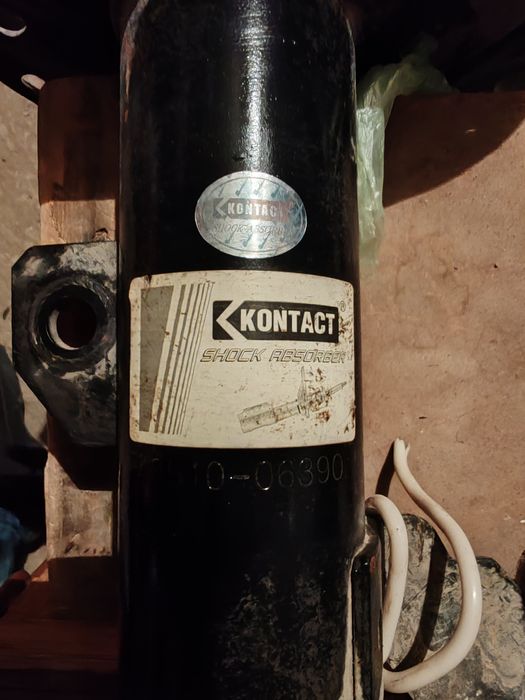 KONTACT
SHOCK ABSORBER
KONTACT®
SHOCK ABSORBER
10-06390